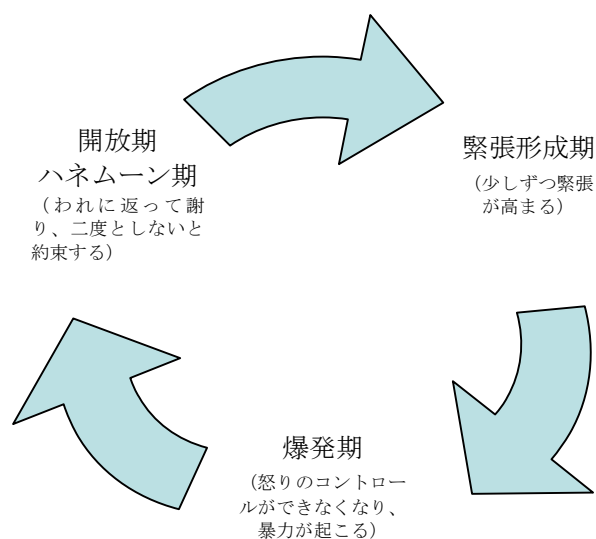 開放期
ハネムーン期
（われに返って謝
り、二度としないと
約束する）
緊張形成期
（少しずつ緊張
が高まる）
爆発期
（怒りのコントロー
ルができなくなり、
暴力が起こる）